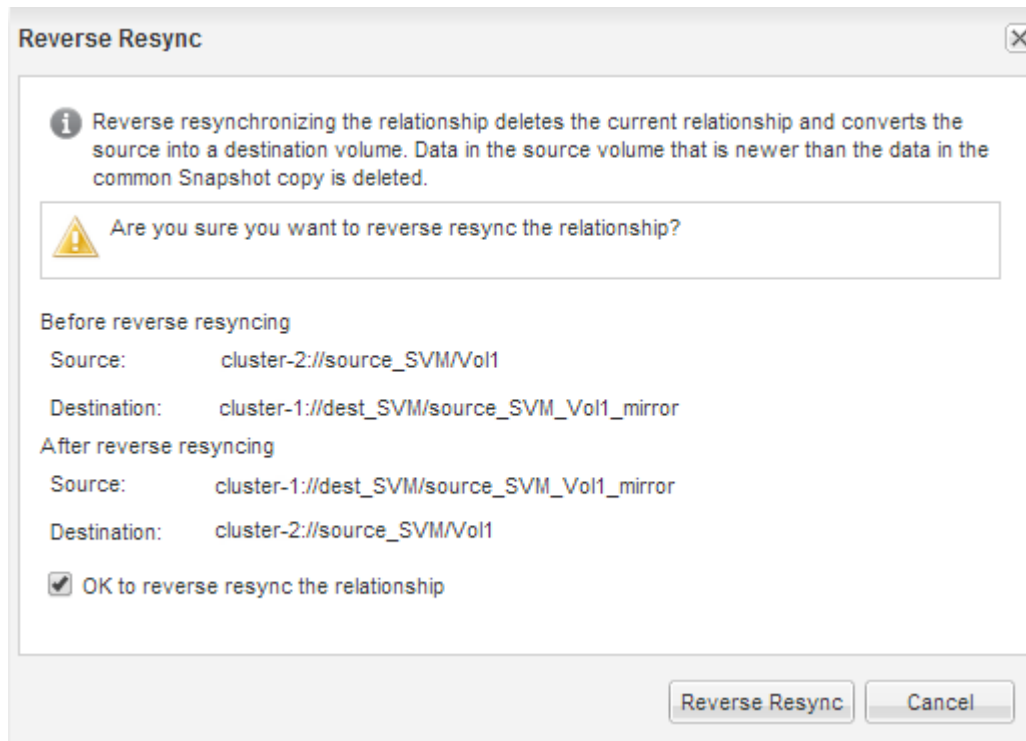 Reverse Resync
Reverse resynchronizing the relationship deletes the current relationship and converts the
source into a destination volume. Data in the source volume that is newer than the data in the
common Snapshot copy is deleted.
Are you sure you want to reverse resync the relationship?
Before reverse resyncing
Source: cluster-2://source_SVM/Vol1
Destination: cluster-1://dest_SVM/source_SVM_Vol1_mirror
After reverse resyncing
Source: cluster-1://dest_SVM/source_SVM_Vol1_mirror
Destination: cluster-2://source_SVM/Vol1
OK to reverse resync the relationship
Reverse Resync Cancel